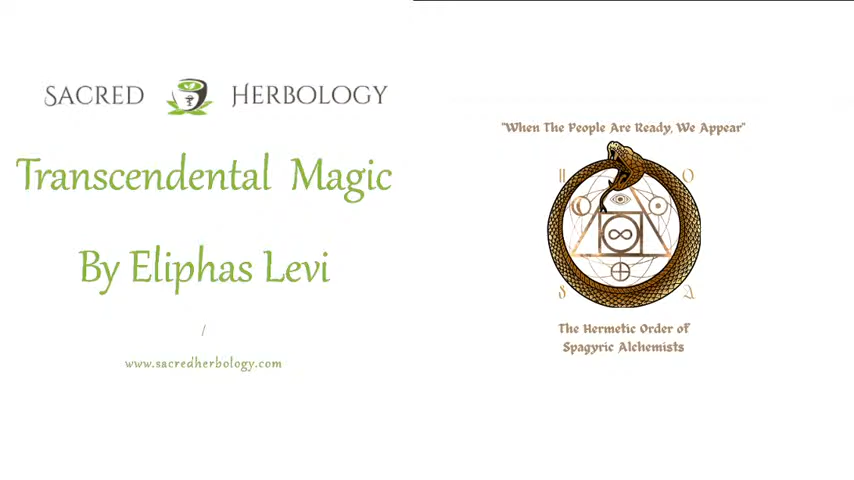 SACRED HERBOLOGY
Transcendental Magic
By Eliphas Levi
/
www.sacredherbology.com
"When The People Are Ready, We Appear"
H O
S A
The Hermetic Order of
Spagyric Alchemists